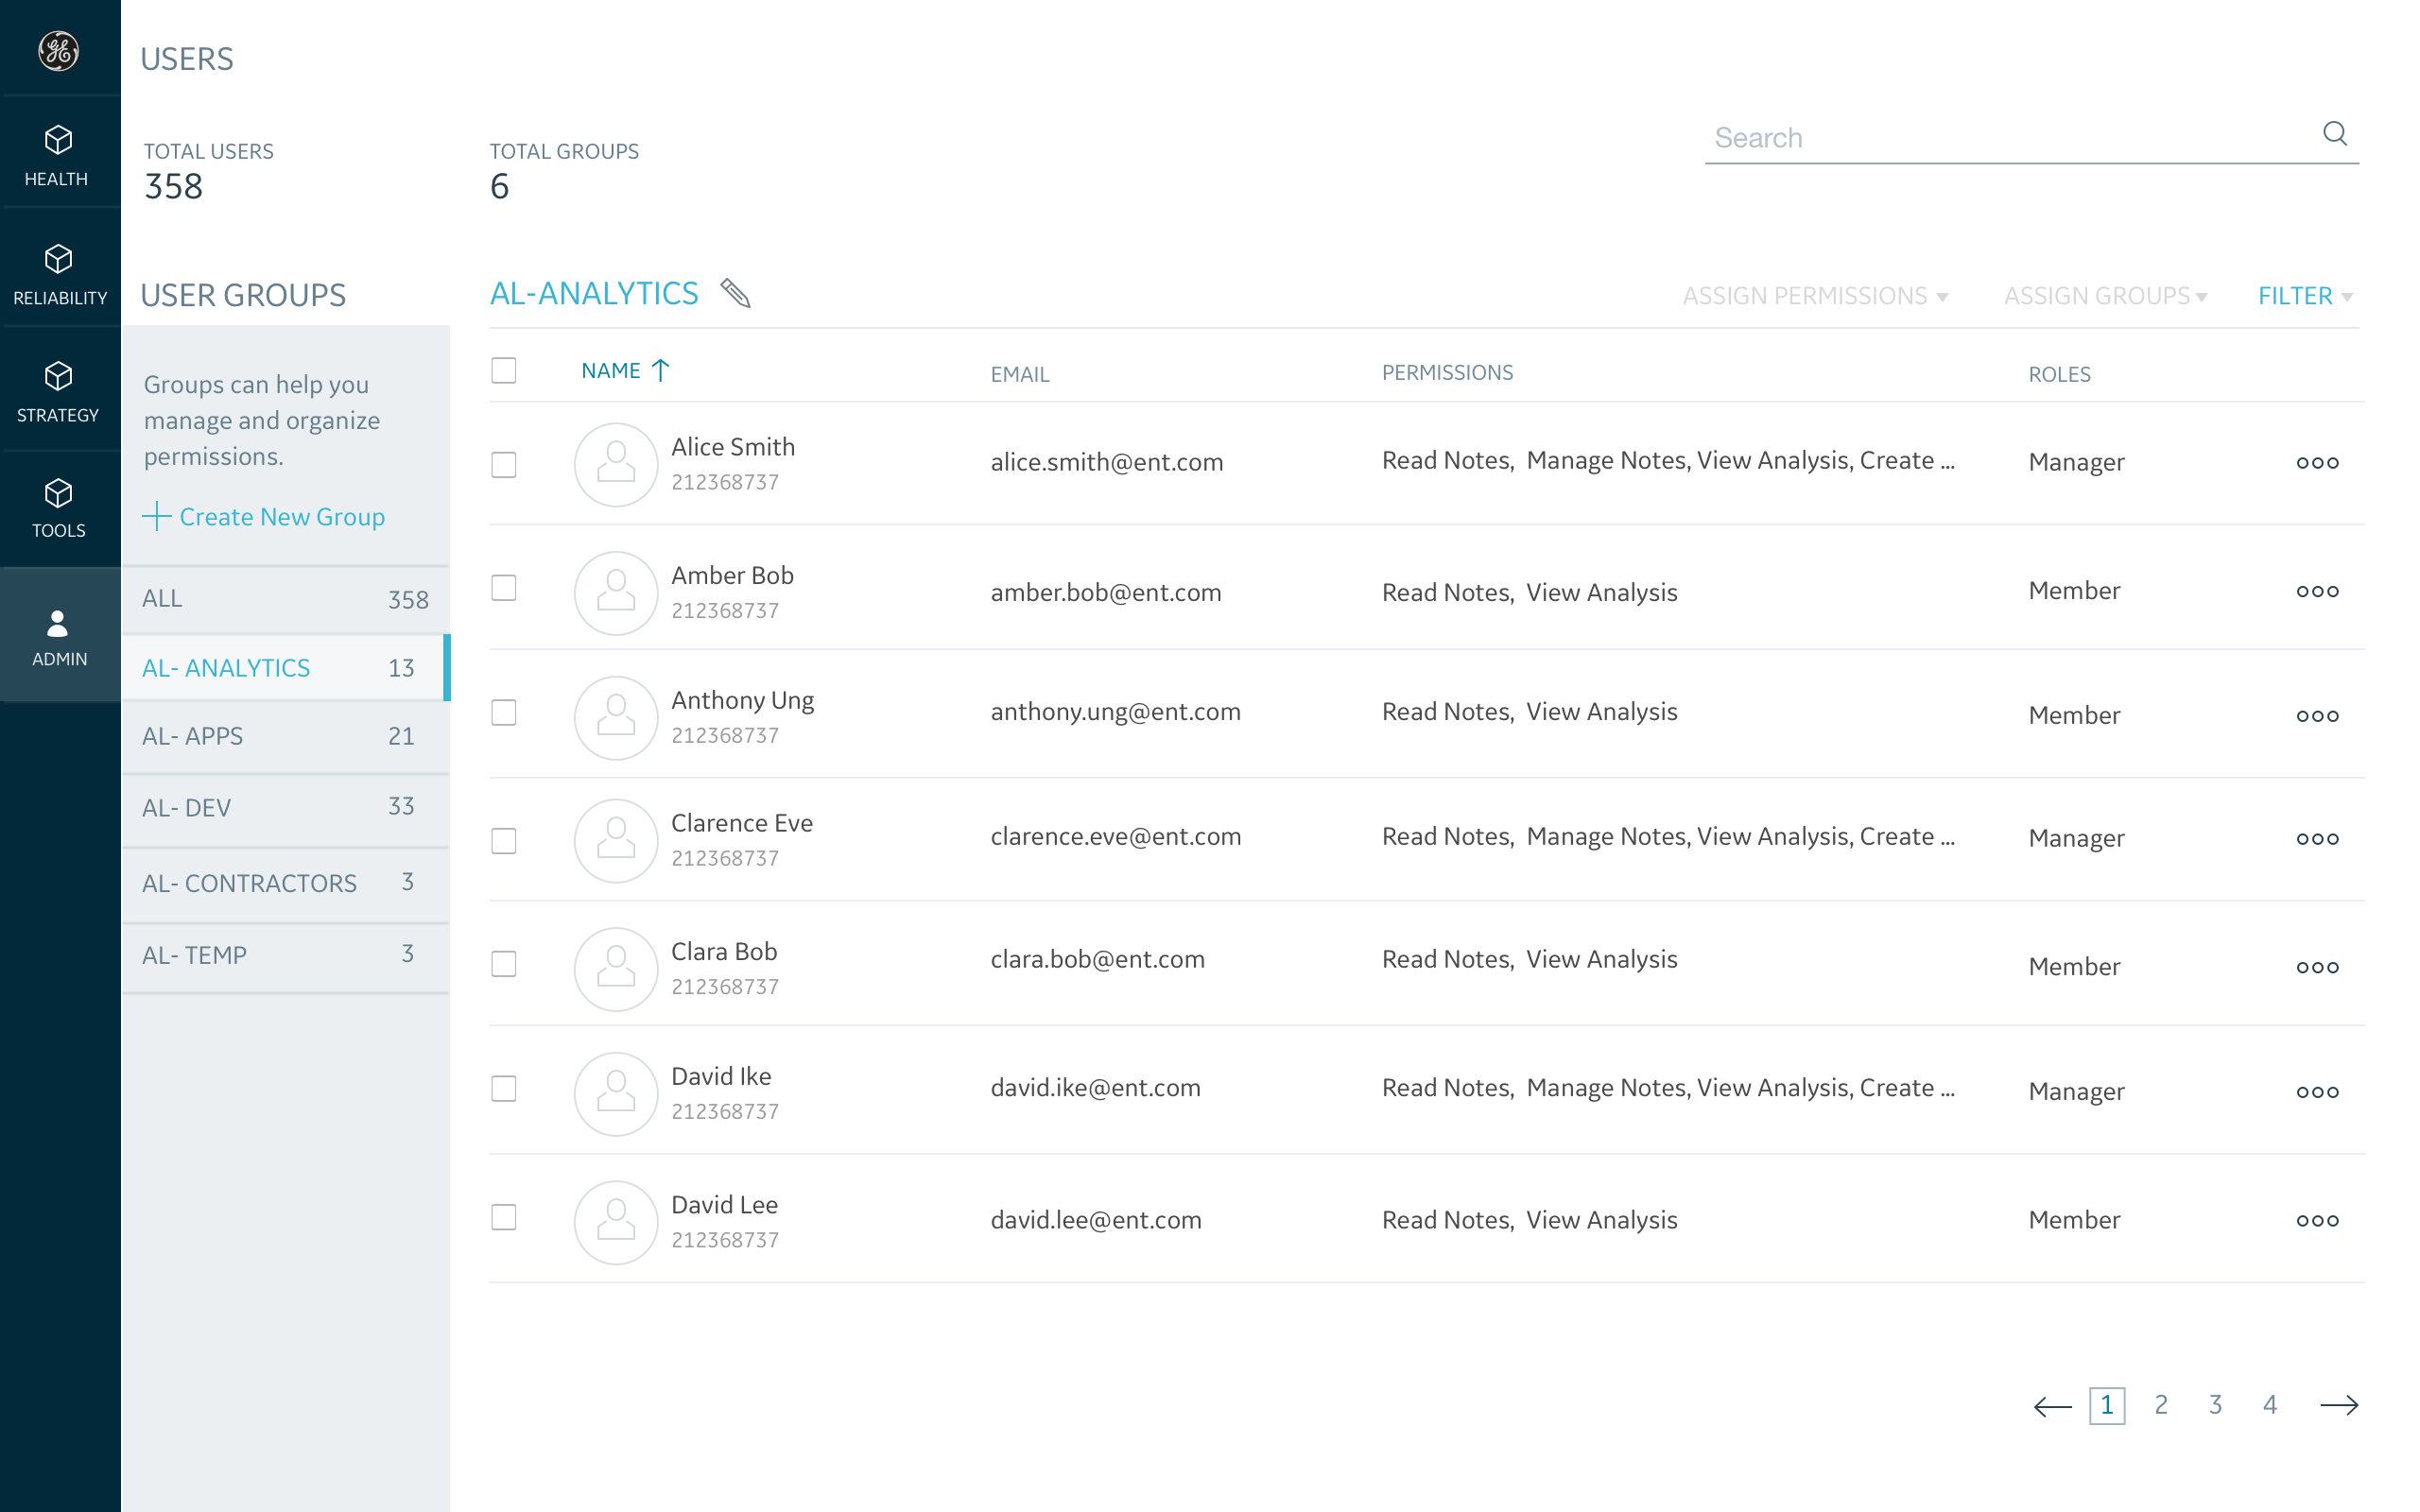 GE
USERS
TOTAL USERS
358
TOTAL GROUPS
6
Search
HEALTH
RELIABILITY
STRATEGY
TOOLS
ADMIN
USER GROUPS
Groups can help you
manage and organize
permissions.
Create New Group
ALL 358
AL- ANALYTICS 13
AL- APPS 21
AL- DEV 33
AL- CONTRACTORS 3
AL- TEMP 3
AL-ANALYTICS
ASSIGN PERMISSIONS
ASSIGN GROUPS
FILTER
NAME EMAIL PERMISSIONS ROLES
Alice Smith
212368737
alice.smith@ent.com
Read Notes, Manage Notes, View Analysis, Create ...
Manager
Amber Bob
212368737
amber.bob@ent.com
Read Notes, View Analysis
Member
Anthony Ung
212368737
anthony.ung@ent.com
Read Notes, View Analysis
Member
Clarence Eve
212368737
clarence.eve@ent.com
Read Notes, Manage Notes, View Analysis, Create ...
Manager
Clara Bob
212368737
clara.bob@ent.com
Read Notes, View Analysis
Member
David Ike
212368737
david.ike@ent.com
Read Notes, Manage Notes, View Analysis, Create ...
Manager
David Lee
212368737
david.lee@ent.com
Read Notes, View Analysis
Member
1 2 3 4